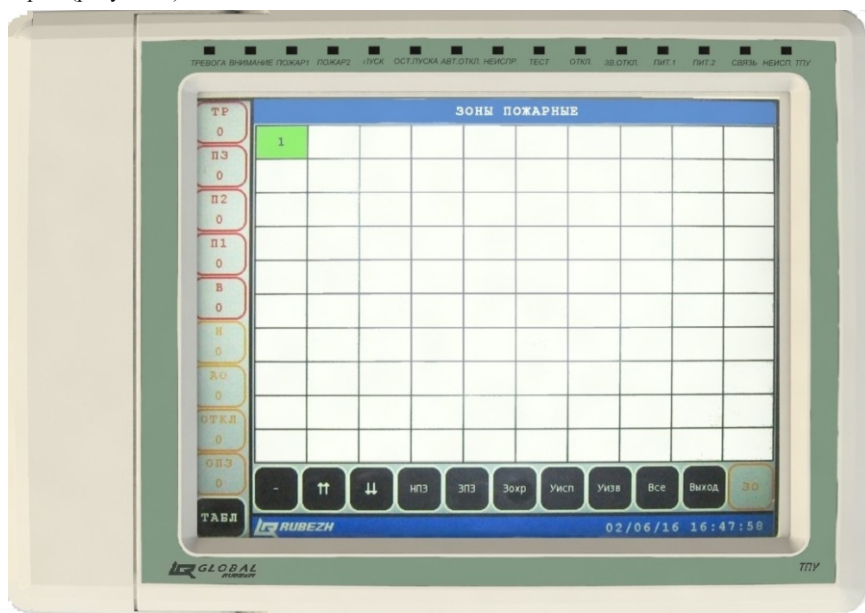 ТРЕВОГА ВНИМАНИЕ ПОЖАР1 ПОЖАР2 ПУСК ОСТ.ПУСКА АВТ.ОТКЛ. НЕИСПР. ТЕСТ ОТКЛ. ЗВ.ОТКЛ. ПИТ.1 ПИТ.2 СВЯЗЬ НЕИСП. ТПУ
ЗОНЫ ПОЖАРНЫЕ
ТР
0
1
ПЗ
0
П2
0
П1
0
В
0
Н
0
АО
0
ОТКЛ
0
ОПЗ
0
- ↑↑ ↓↓ НПЗ ЗПЗ Зохр Уисп Уизв Все Выход ЗО
ТАБЛ
RUBEZH 02/06/16 16:47:58
GLOBAL
RUBEZH
ТПУ